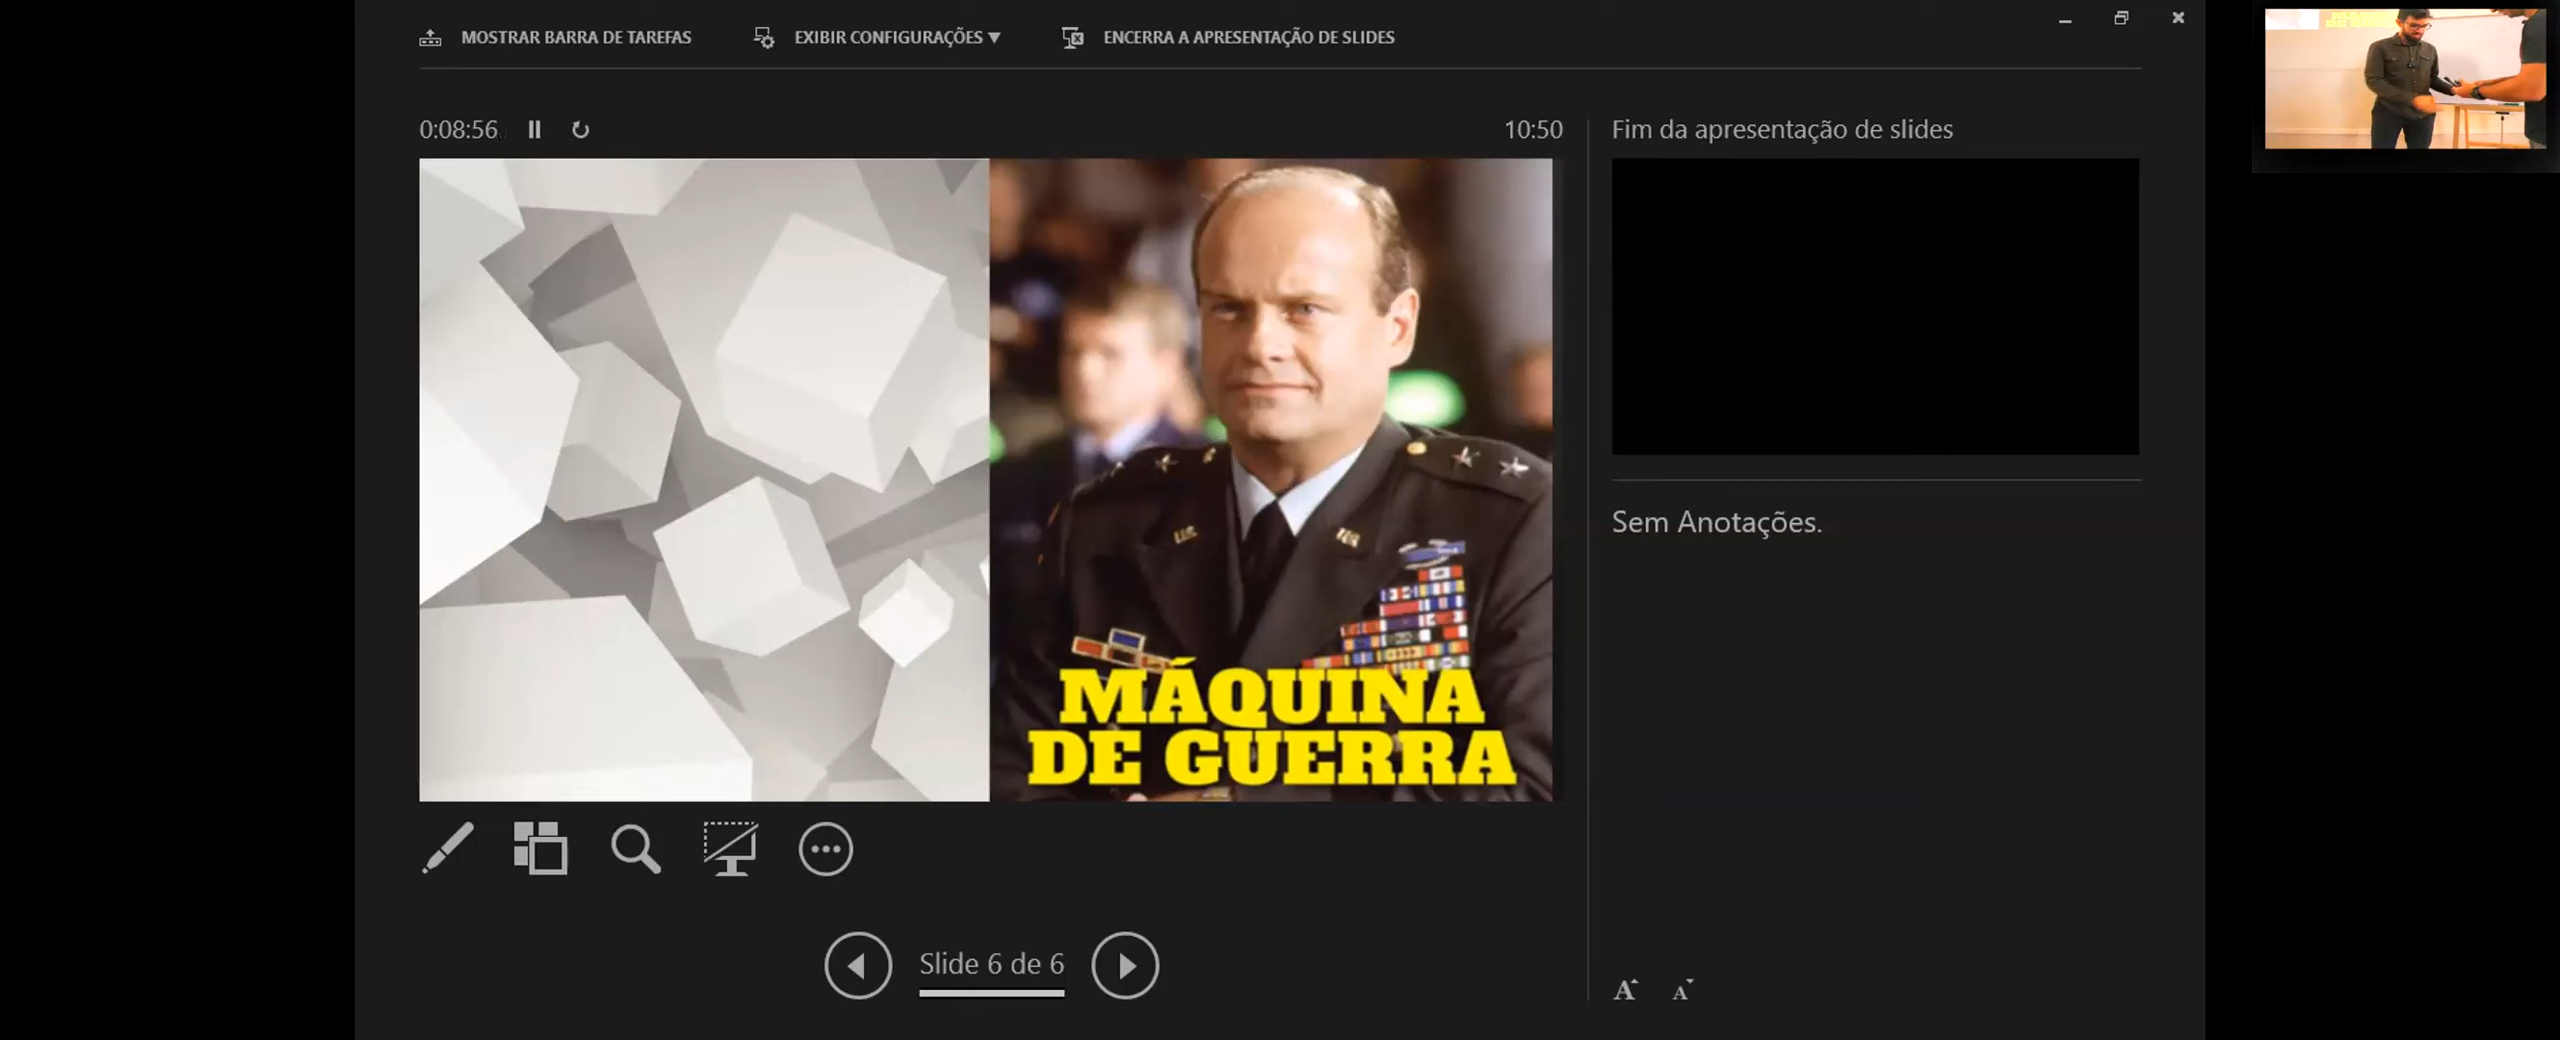 MOSTRAR BARRA DE TAREFAS
EXIBIR CONFIGURAÇÕES ▼
ENCERRA A APRESENTAÇÃO DE SLIDES
0:08:56
10:50
Fim da apresentação de slides
U.S.
U.S.
MÁQUINA
DE GUERRA
Sem Anotações.
Slide 6 de 6
A
A